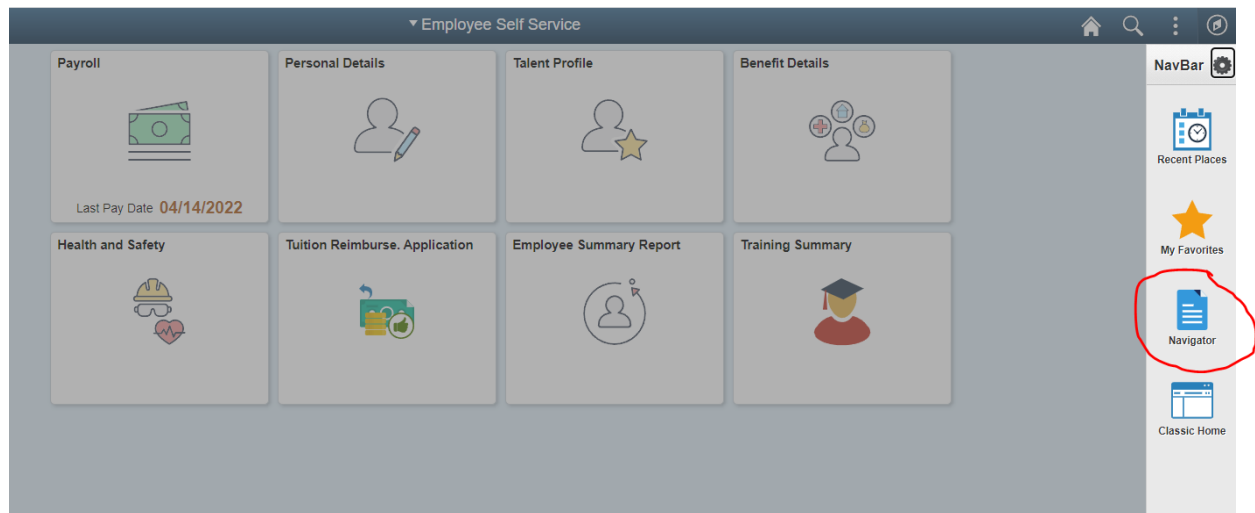 Employee Self Service
NavBar
Payroll
Personal Details
Talent Profile
Benefit Details
Recent Places
Last Pay Date 04/14/2022
Health and Safety
Tuition Reimburse. Application
Employee Summary Report
Training Summary
My Favorites
Navigator
Classic Home